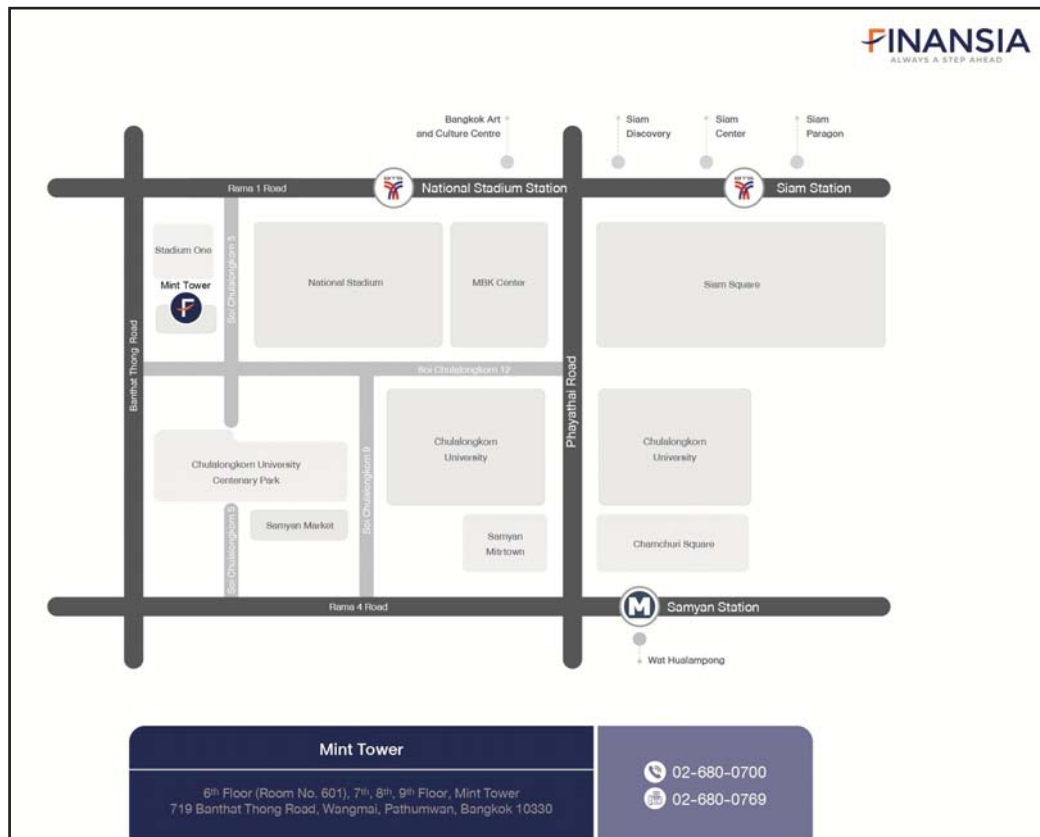 FINANSIA
ALWAYS A STEP AHEAD
Bangkok Art
and Culture Centre
Siam
Discovery
Siam
Center
Siam
Paragon
Rama 1 Road
BTS
National Stadium Station
BTS
Siam Station
Stadium One
Mint Tower
F
Soi Chulalongkorn 5
National Stadium
MBK Center
Siam Square
Banthat Thong Road
Soi Chulalongkorn 12
Phayathai Road
Chulalongkorn University
Centenary Park
Soi Chulalongkorn 9
Chulalongkorn
University
Chulalongkorn
University
Soi Chulalongkorn 5
Samyan Market
Samyan
Mitrtown
Chamchuri Square
Rama 4 Road
M
Samyan Station
Wat Hualampong
Mint Tower
6th Floor (Room No. 601), 7th, 8th, 9th Floor, Mint Tower
719 Banthat Thong Road, Wangmai, Pathumwan, Bangkok 10330
02-680-0700
02-680-0769